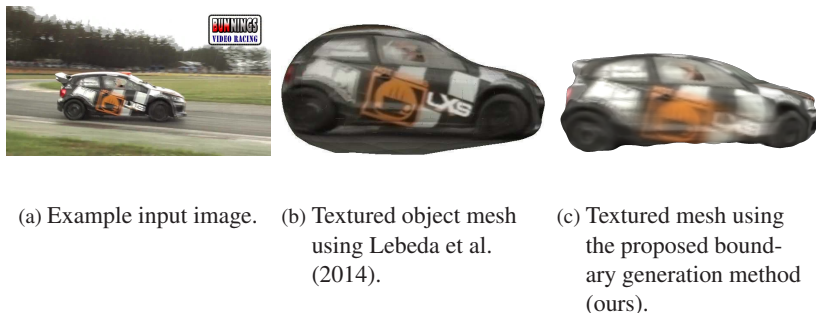 BUNNINGS
VIDEO RACING
LXS
LXS
LXS
(a) Example input image.
(b) Textured object mesh
using Lebeda et al.
(2014).
(c) Textured mesh using
the proposed bound-
ary generation method
(ours).